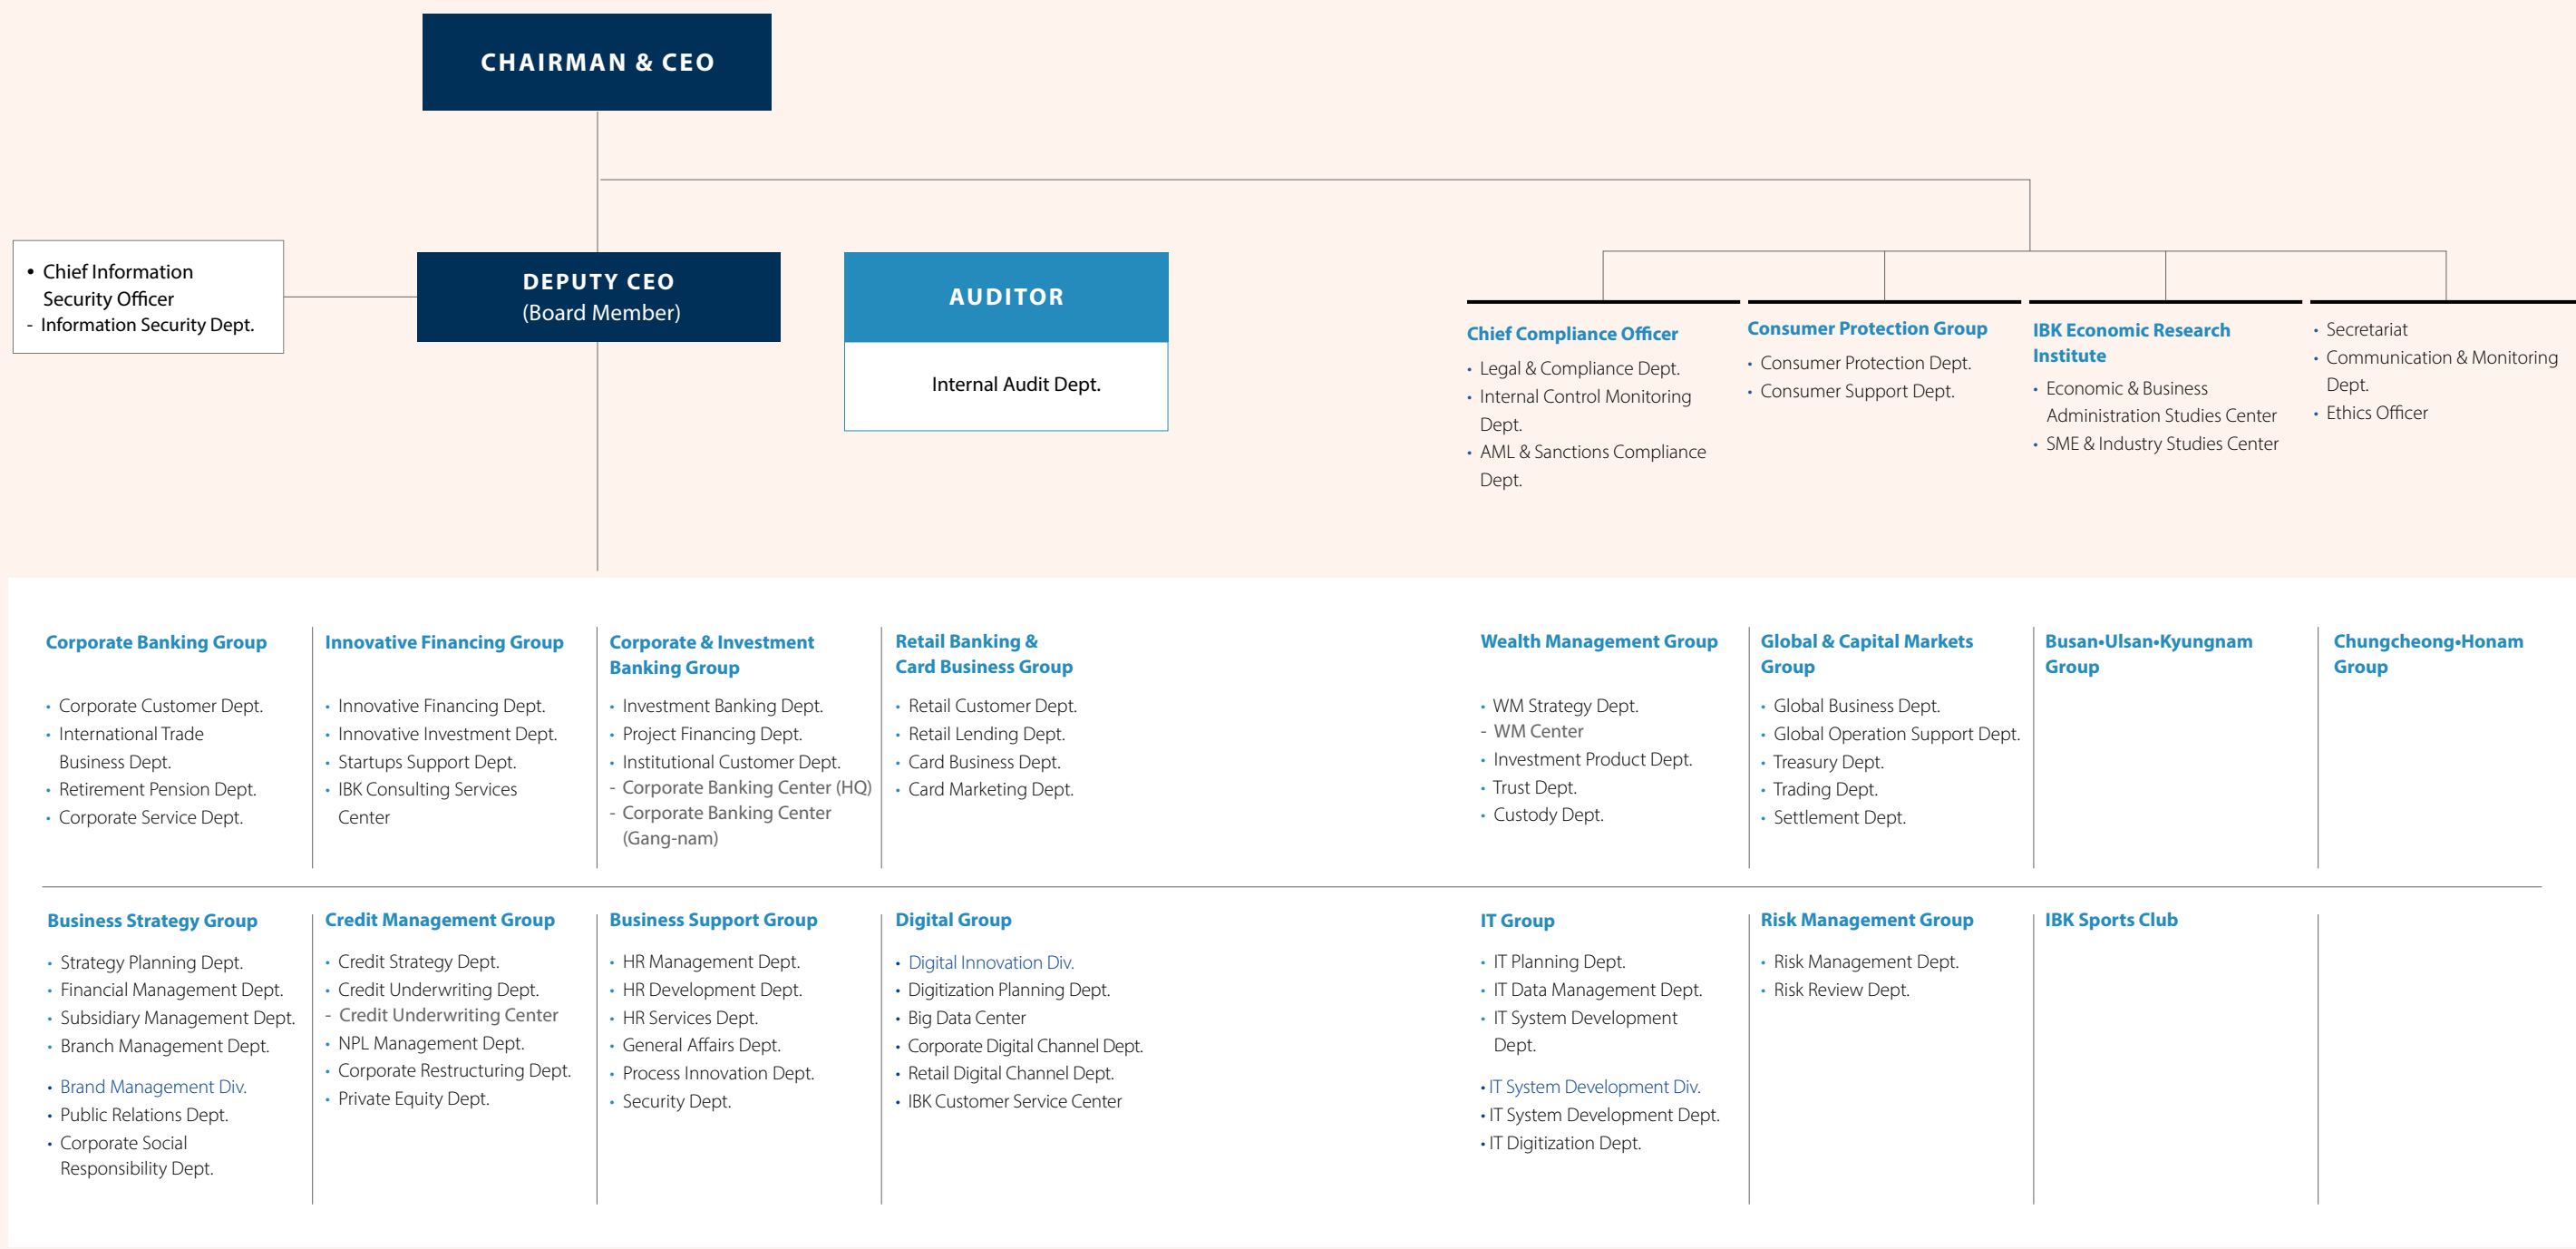 CHAIRMAN & CEO
• Chief Information
Security Officer
- Information Security Dept.
DEPUTY CEO
(Board Member)
AUDITOR
Internal Audit Dept.
Chief Compliance Officer
• Legal & Compliance Dept.
• Internal Control Monitoring
Dept.
• AML & Sanctions Compliance
Dept.
Consumer Protection Group
• Consumer Protection Dept.
• Consumer Support Dept.
IBK Economic Research
Institute
• Economic & Business
Administration Studies Center
• SME & Industry Studies Center
• Secretariat
• Communication & Monitoring
Dept.
• Ethics Officer
Corporate Banking Group
• Corporate Customer Dept.
• International Trade
Business Dept.
• Retirement Pension Dept.
• Corporate Service Dept.
Innovative Financing Group
• Innovative Financing Dept.
• Innovative Investment Dept.
• Startups Support Dept.
• IBK Consulting Services
Center
Corporate & Investment
Banking Group
• Investment Banking Dept.
• Project Financing Dept.
• Institutional Customer Dept.
- Corporate Banking Center (HQ)
- Corporate Banking Center
(Gang-nam)
Retail Banking &
Card Business Group
• Retail Customer Dept.
• Retail Lending Dept.
• Card Business Dept.
• Card Marketing Dept.
Wealth Management Group
• WM Strategy Dept.
- WM Center
• Investment Product Dept.
• Trust Dept.
• Custody Dept.
Global & Capital Markets
Group
• Global Business Dept.
• Global Operation Support Dept.
• Treasury Dept.
• Trading Dept.
• Settlement Dept.
Busan•Ulsan•Kyungnam
Group
Chungcheong•Honam
Group
Business Strategy Group
• Strategy Planning Dept.
• Financial Management Dept.
• Subsidiary Management Dept.
• Branch Management Dept.
• Brand Management Div.
• Public Relations Dept.
• Corporate Social
Responsibility Dept.
Credit Management Group
• Credit Strategy Dept.
• Credit Underwriting Dept.
- Credit Underwriting Center
• NPL Management Dept.
• Corporate Restructuring Dept.
• Private Equity Dept.
Business Support Group
• HR Management Dept.
• HR Development Dept.
• HR Services Dept.
• General Affairs Dept.
• Process Innovation Dept.
• Security Dept.
Digital Group
• Digital Innovation Div.
• Digitization Planning Dept.
• Big Data Center
• Corporate Digital Channel Dept.
• Retail Digital Channel Dept.
• IBK Customer Service Center
IT Group
• IT Planning Dept.
• IT Data Management Dept.
• IT System Development
Dept.
• IT System Development Div.
• IT System Development Dept.
• IT Digitization Dept.
Risk Management Group
• Risk Management Dept.
• Risk Review Dept.
IBK Sports Club